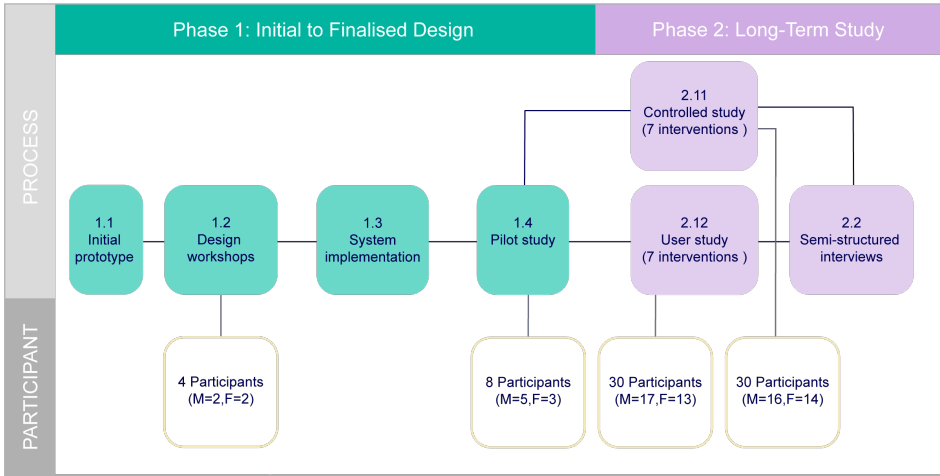 Phase 1: Initial to Finalised Design
Phase 2: Long-Term Study
PROCESS
2.11
Controlled study
(7 interventions )
1.1
Initial
prototype
1.2
Design
workshops
1.3
System
implementation
1.4
Pilot study
2.12
User study
(7 interventions )
2.2
Semi-structured
interviews
PARTICIPANT
4 Participants
(M=2,F=2)
8 Participants
(M=5,F=3)
30 Participants
(M=17,F=13)
30 Participants
(M=16,F=14)